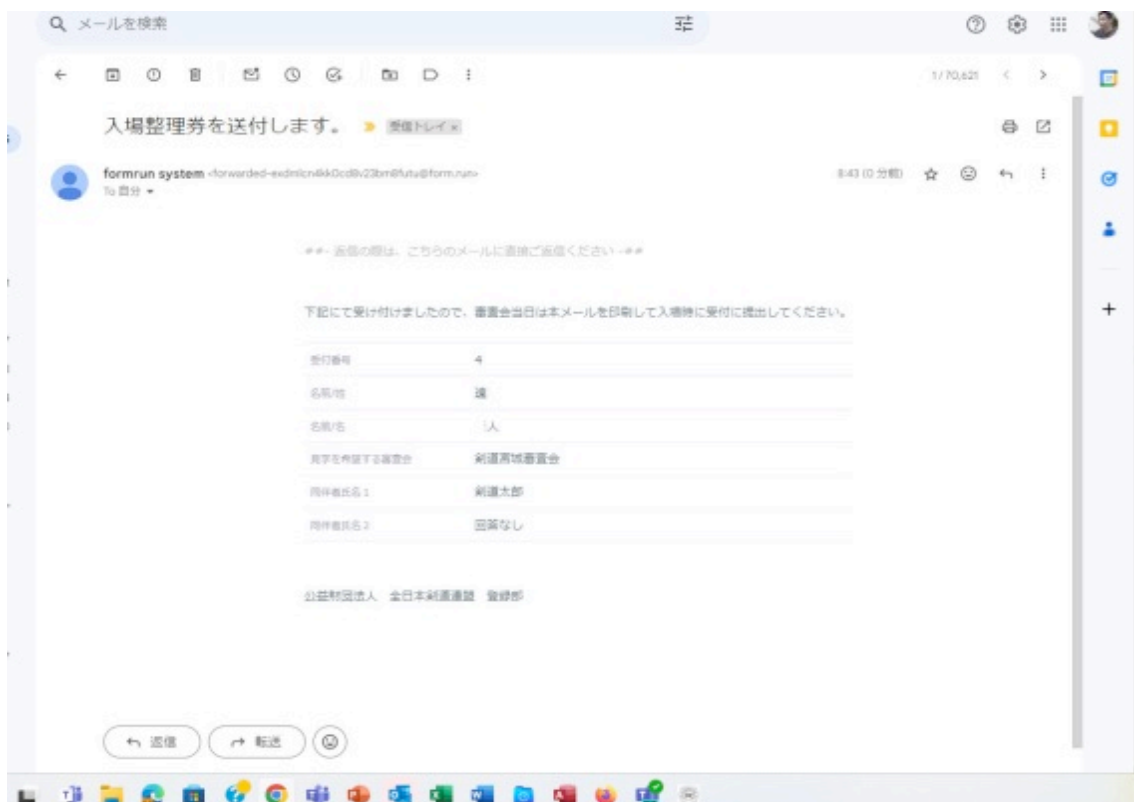 メールを検索
1/70,621
入場整理券を送付します。 受信トレイ ×
formrun system
8:43 (0 分前)
To 自分
##- 返信の際は、こちらのメールに直接ご返信ください -##
下記にて受け付けましたので、審査会当日は本メールを印刷して入場時に受付に提出してください。
受付番号 4
名前/姓
名前/名 人
見学を希望する審査会 剣道茨城審査会
同伴者氏名1 剣道太郎
同伴者氏名2 回答なし
公益財団法人 全日本剣道連盟 登録部
返信 転送